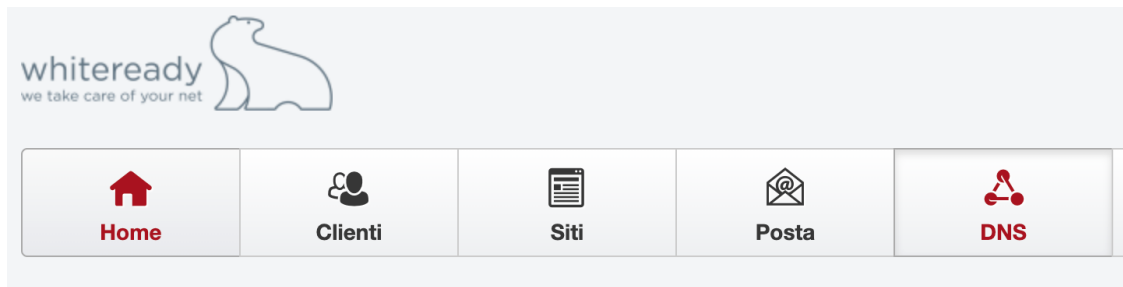 whiteready
we take care of your net
Home
Clienti
Siti
Posta
DNS